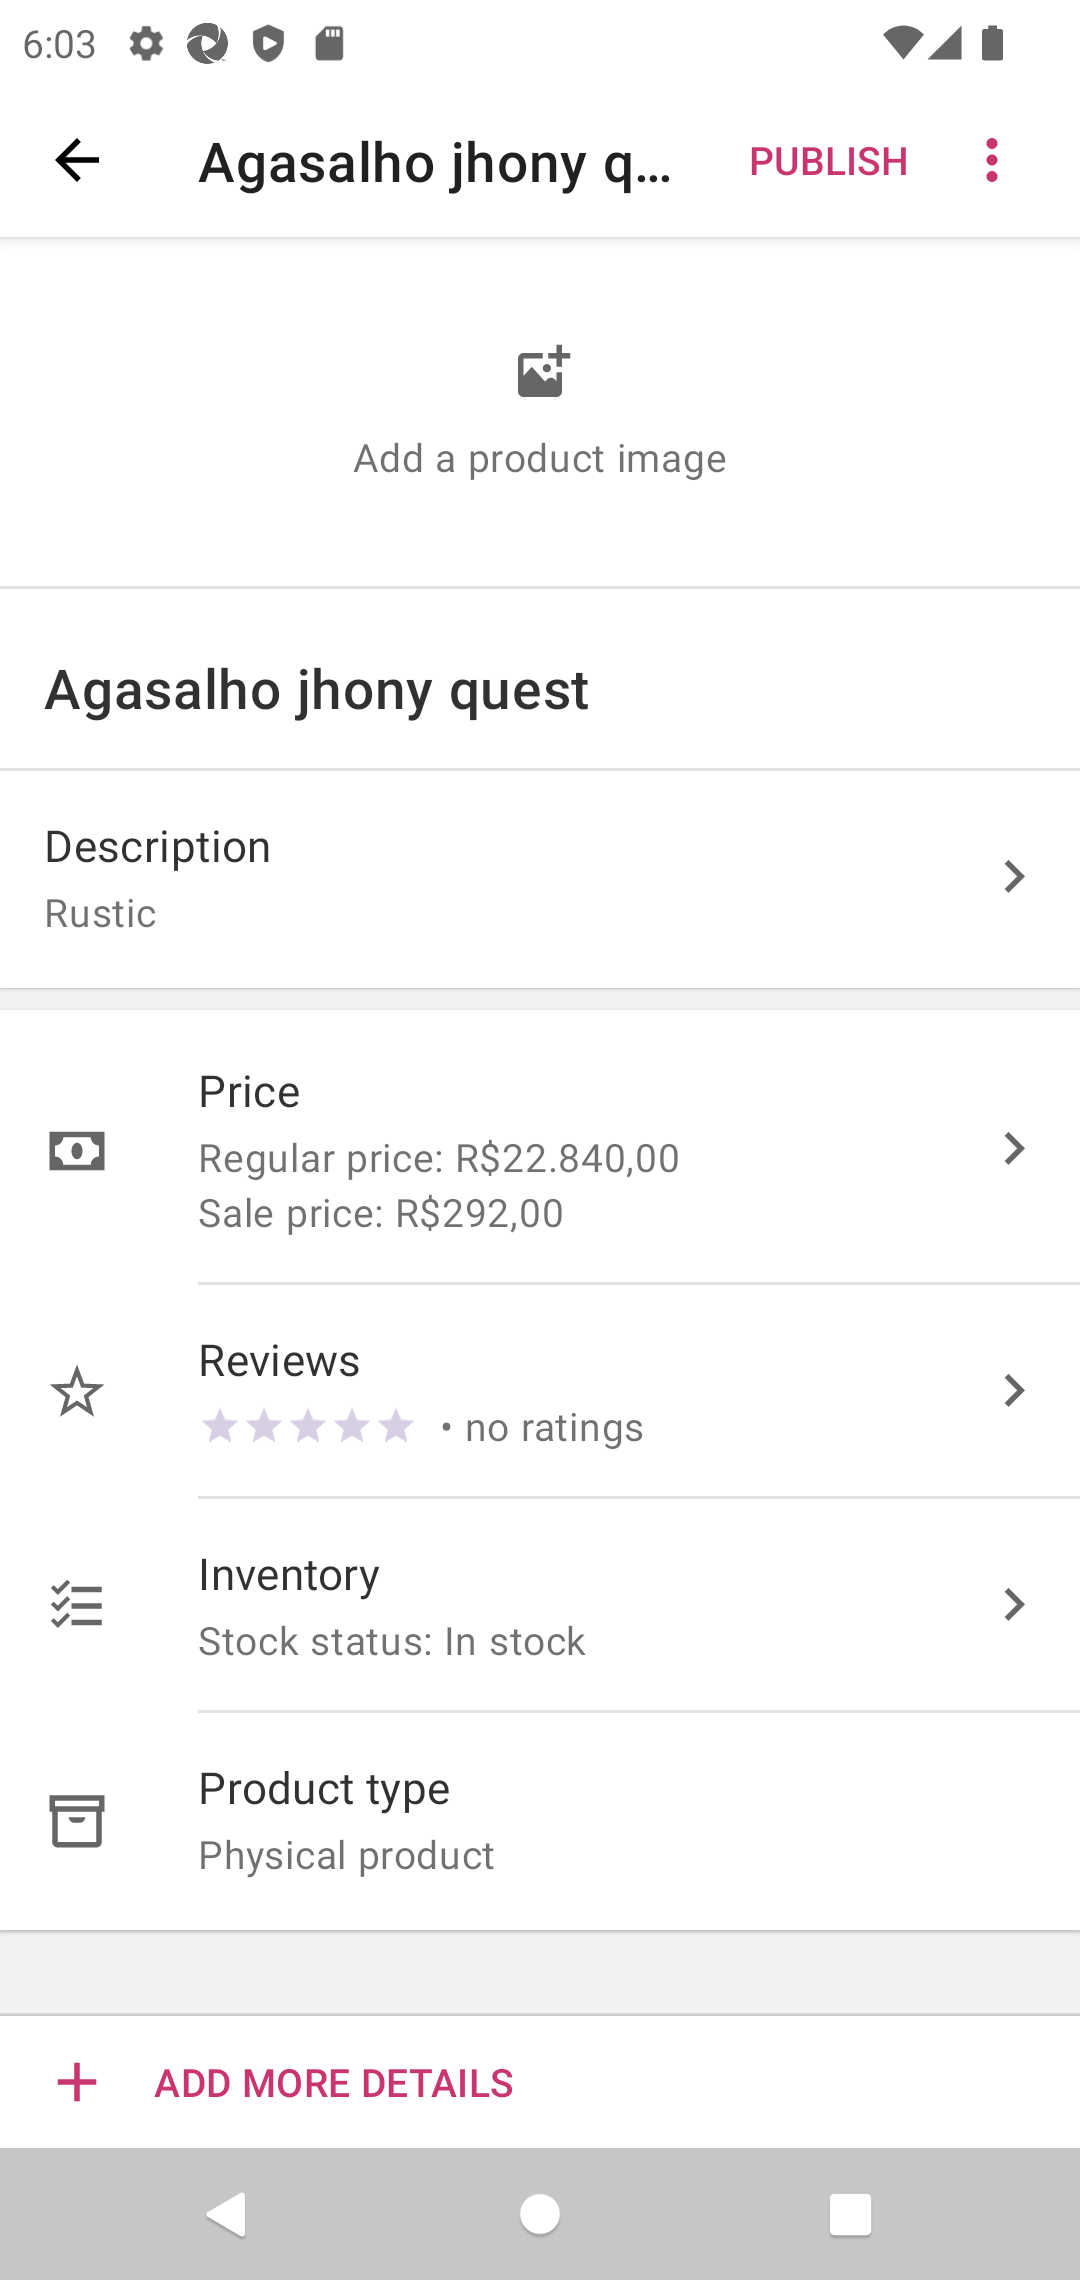 6:03
Agasalho jhony q...
PUBLISH
Add a product image
Agasalho jhony quest
Description
Rustic
Price
Regular price: R$22.840,00
Sale price: R$292,00
Reviews
• no ratings
Inventory
Stock status: In stock
Product type
Physical product
ADD MORE DETAILS